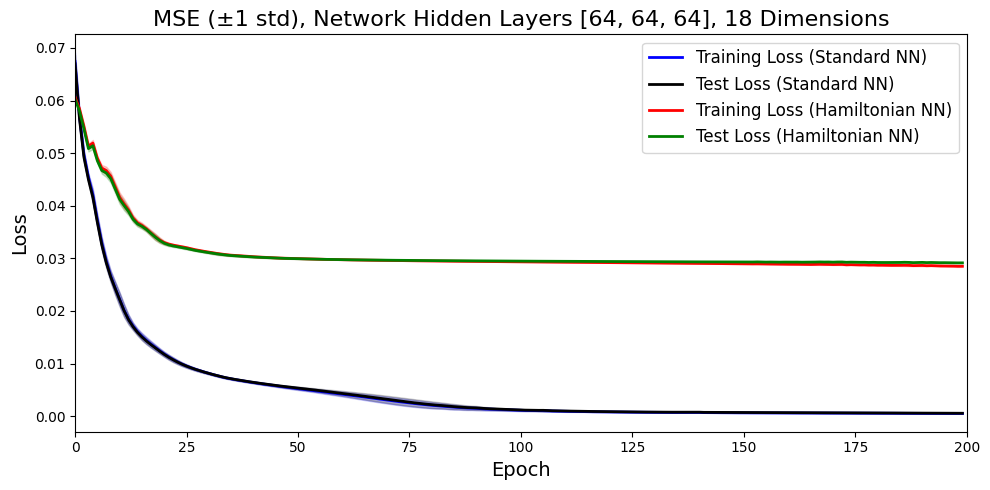 MSE (±1 std), Network Hidden Layers [64, 64, 64], 18 Dimensions
0.07
0.06
0.05
0.04
0.03
0.02
0.01
0.00
Loss
Training Loss (Standard NN)
Test Loss (Standard NN)
Training Loss (Hamiltonian NN)
Test Loss (Hamiltonian NN)
0 25 50 75 100 125 150 175 200
Epoch